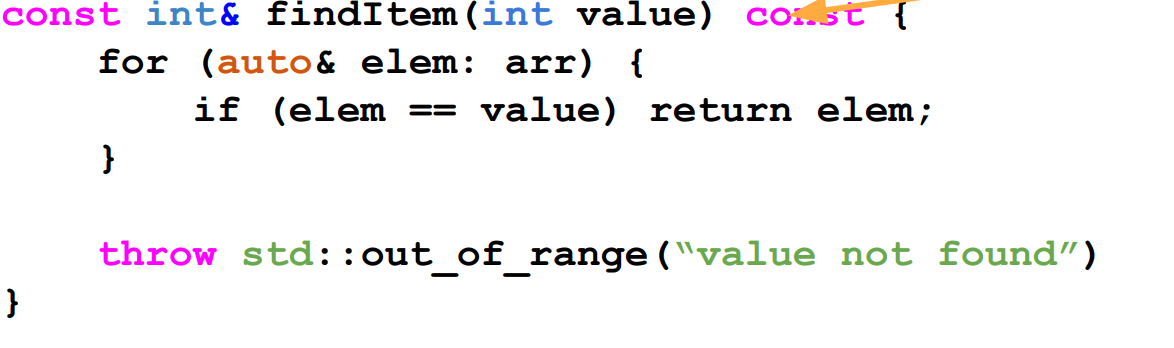 const int& findItem(int value) const {
for (auto& elem: arr) {
if (elem == value) return elem;
}
throw std::out_of_range(“value not found”)
}